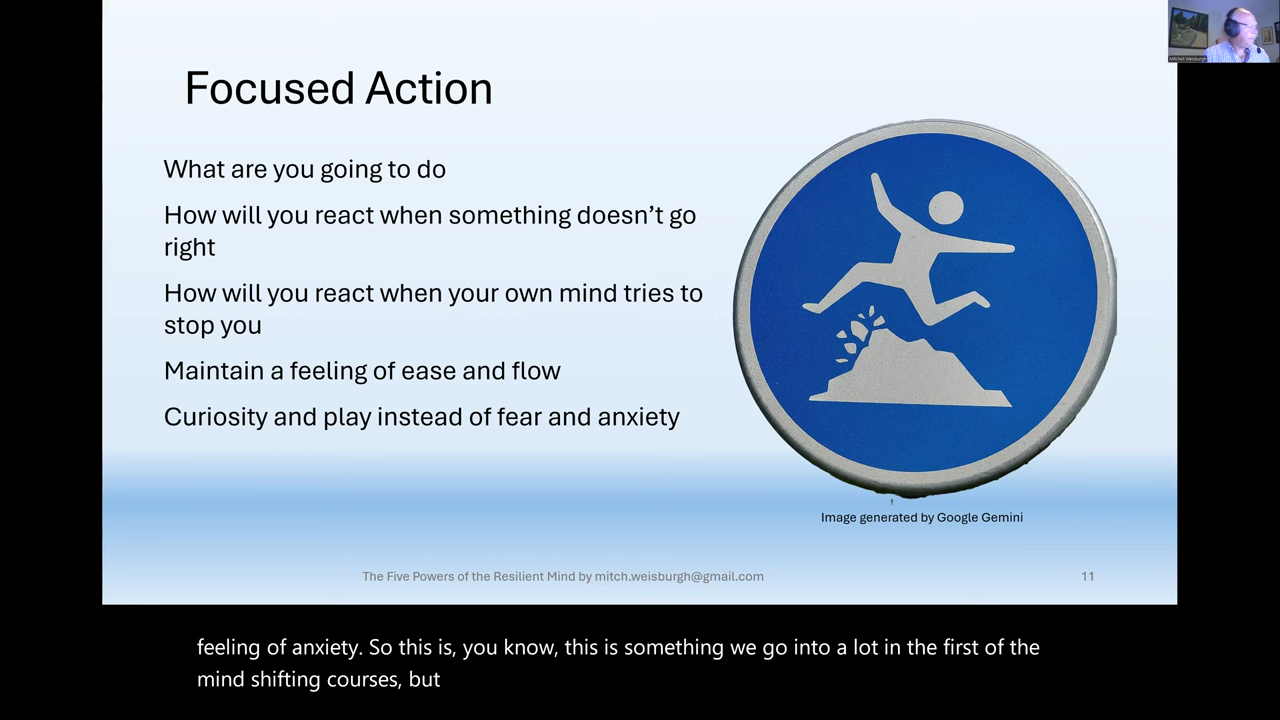 Focused Action
What are you going to do
How will you react when something doesn’t go
right
How will you react when your own mind tries to
stop you
Maintain a feeling of ease and flow
Curiosity and play instead of fear and anxiety
Image generated by Google Gemini
The Five Powers of the Resilient Mind by mitch.weisburgh@gmail.com
11
Mitchell Weisburgh
feeling of anxiety. So this is, you know, this is something we go into a lot in the first of the
mind shifting courses, but